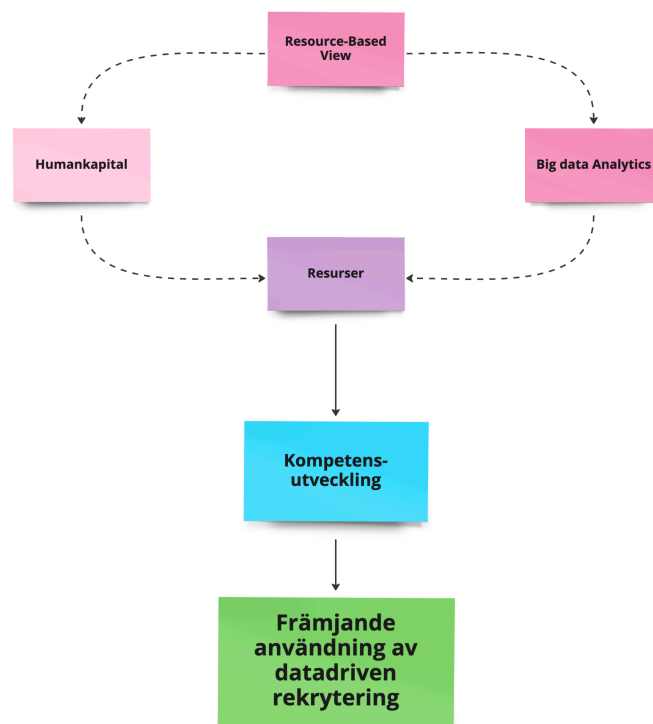 Resource-Based
View
Humankapital
Big data Analytics
Resurser
Kompetens-
utveckling
Främjande
användning av
datadriven
rekrytering